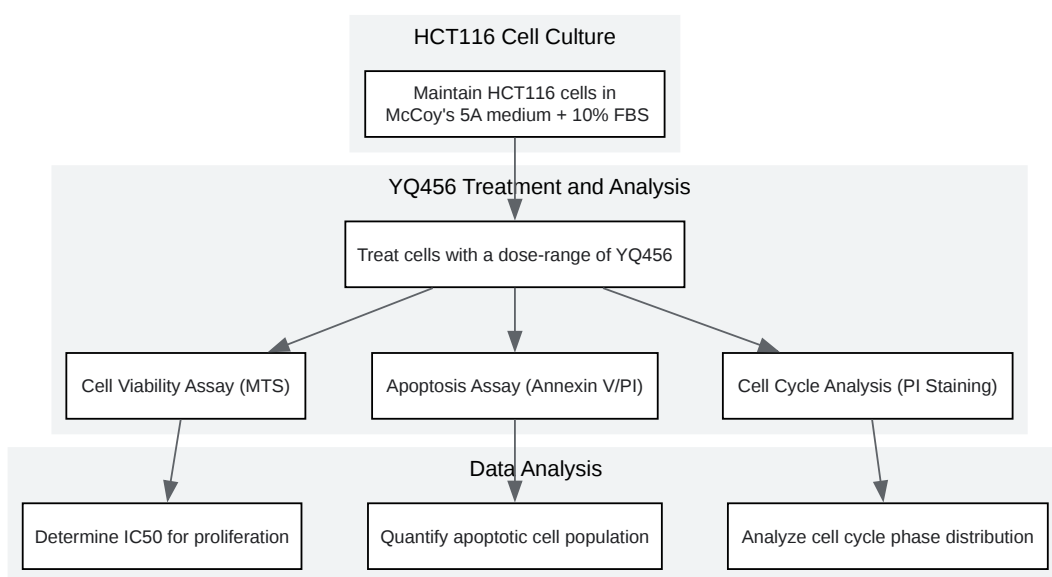 HCT116 Cell Culture
Maintain HCT116 cells in
McCoy's 5A medium + 10% FBS
YQ456 Treatment and Analysis
Treat cells with a dose-range of YQ456
Cell Viability Assay (MTS)
Apoptosis Assay (Annexin V/PI)
Cell Cycle Analysis (PI Staining)
Data Analysis
Determine IC50 for proliferation
Quantify apoptotic cell population
Analyze cell cycle phase distribution